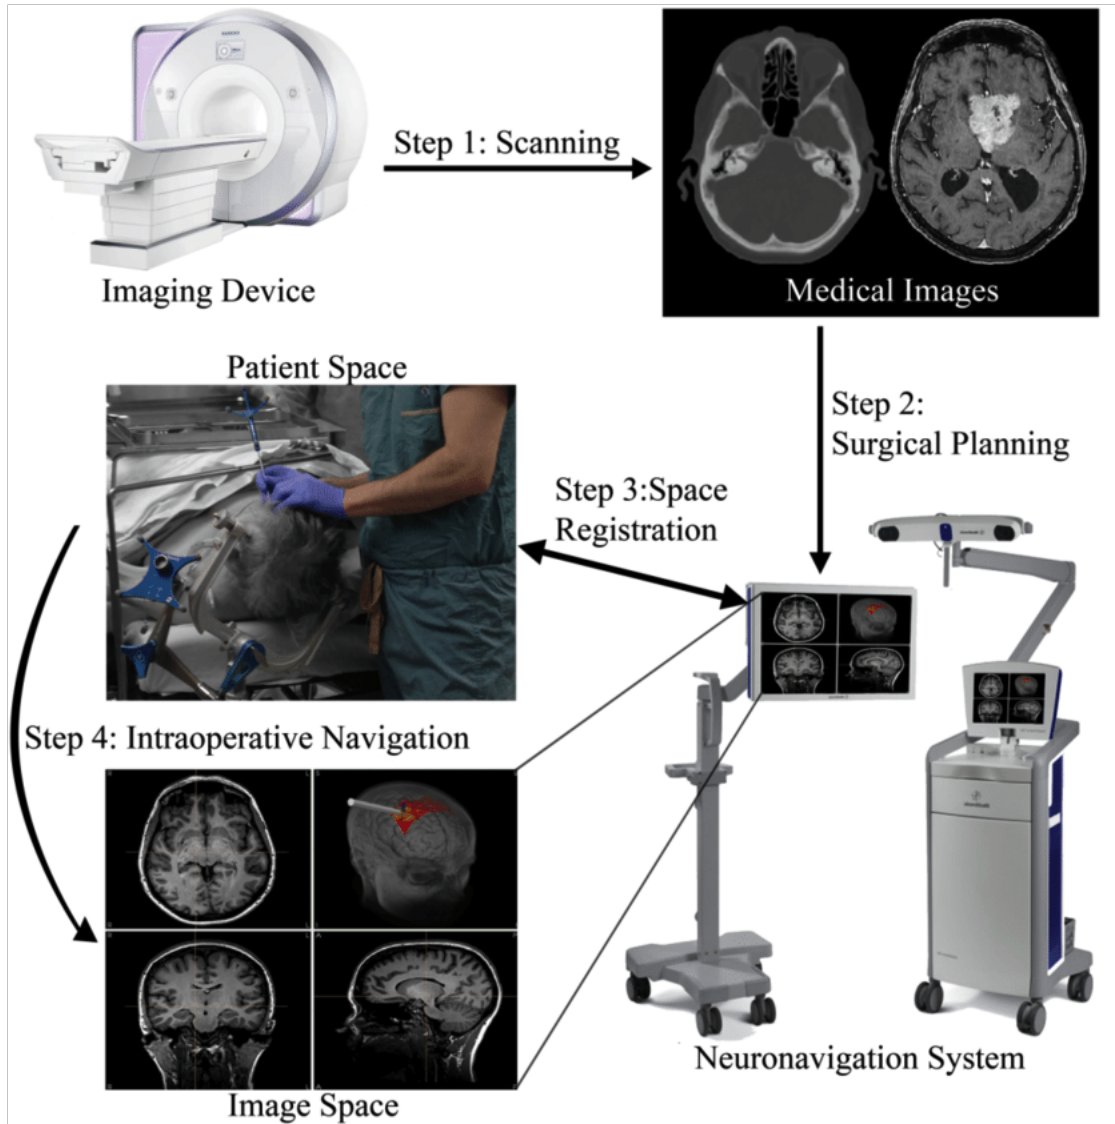 SIEMENS
Step 1: Scanning
Imaging Device
Medical Images
Patient Space
Step 2:
Surgical Planning
Step 3:Space
Registration
Step 4: Intraoperative Navigation
Neuronavigation System
Image Space